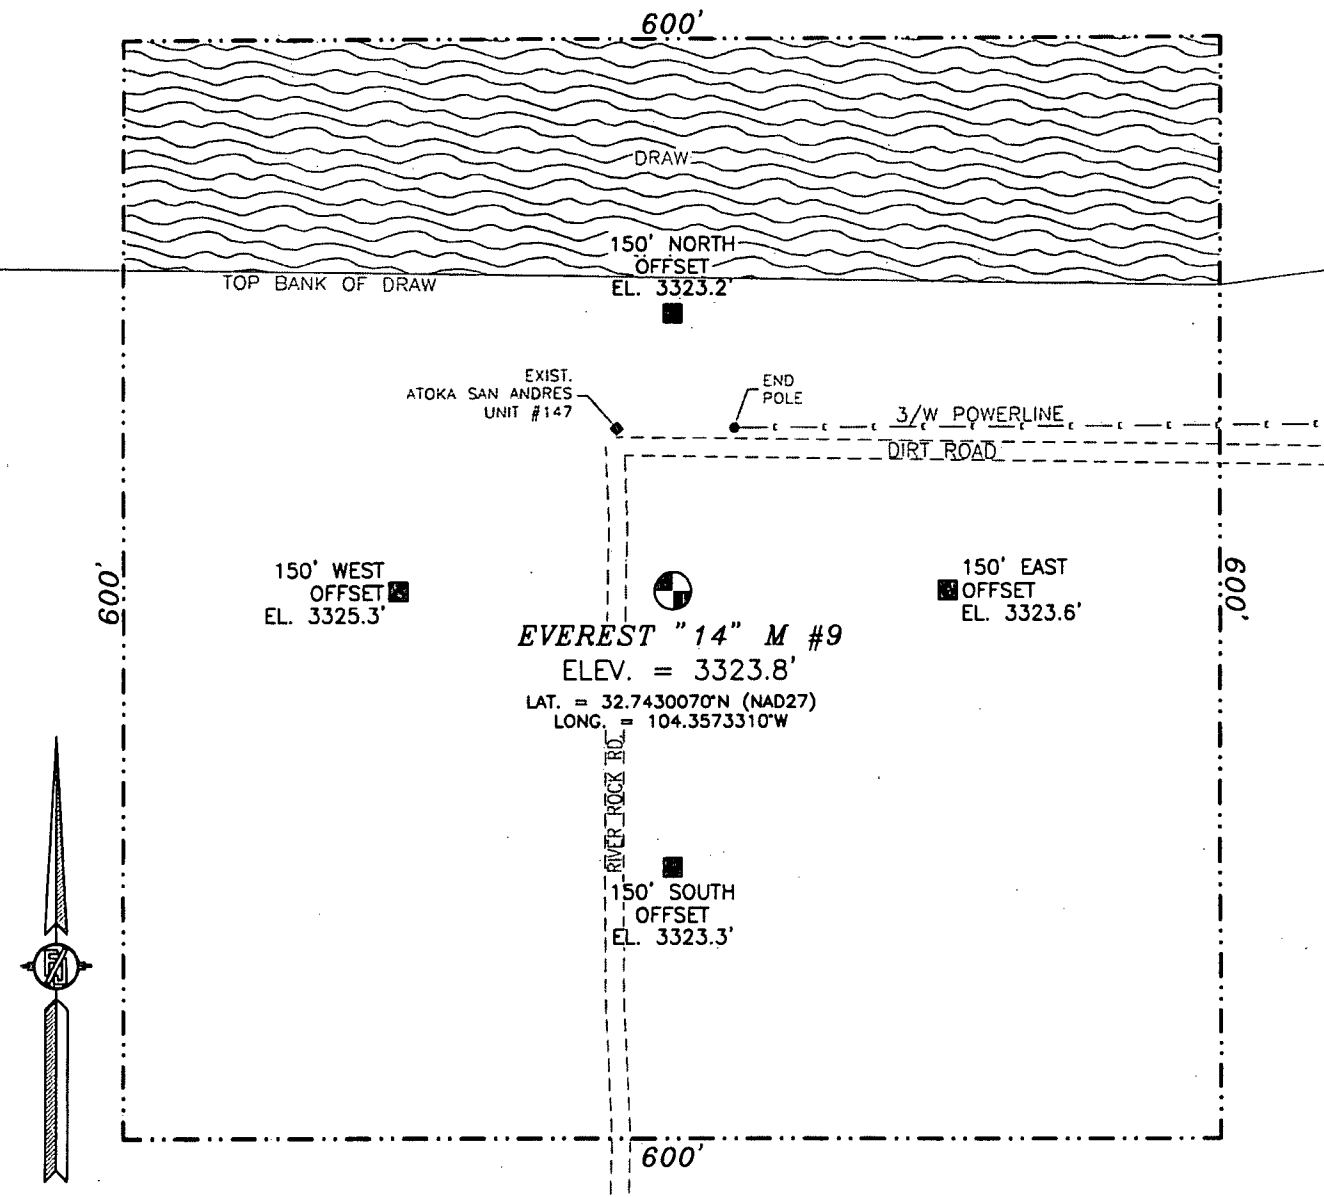 600'
DRAW
150' NORTH
OFFSET
EL. 3323.2'
TOP BANK OF DRAW
EXIST.
ATOKA SAN ANDRES
UNIT #147
END
POLE
3/W POWERLINE
DIRT ROAD
600'
150' WEST
OFFSET
EL. 3325.3'
150' EAST
OFFSET
EL. 3323.6'
600'
EVEREST "14" M #9
ELEV. = 3323.8'
LAT. = 32.7430070°N (NAD27)
LONG. = 104.3573310°W
RIVER ROCK RD.
150' SOUTH
OFFSET
EL. 3323.3'
600'